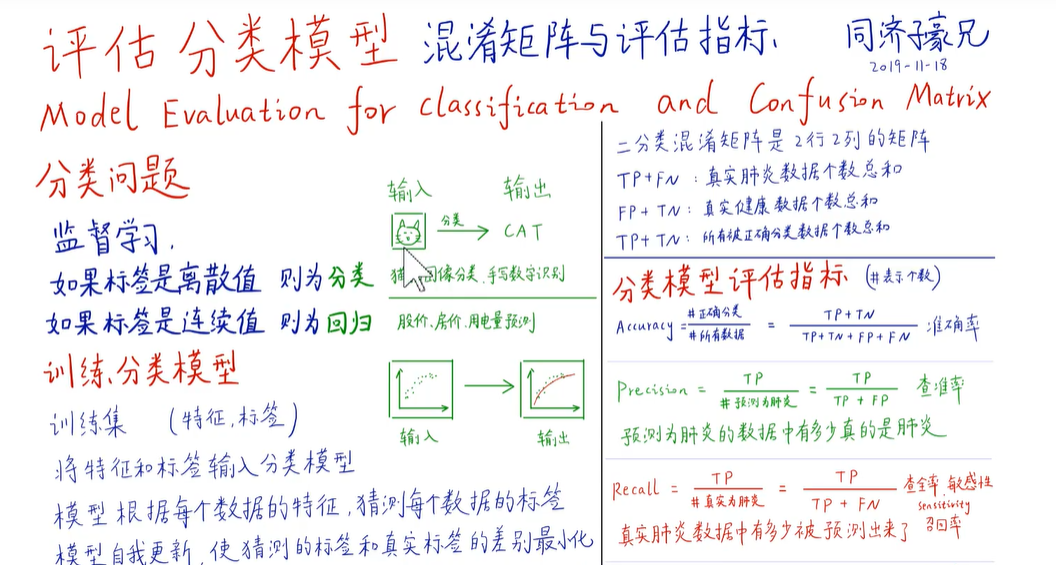 评估分类模型 混淆矩阵与评估指标、 同济子豪兄
2019-11-18
Model Evaluation for classification and Confusion Matrix
分类问题
监督学习，
如果标签是离散值 则为分类
如果标签是连续值 则为回归
输入 输出
分类
CAT
图像分类、手写数字识别
股价、房价、用电量预测
训练、分类模型
输入 输出
训练集 (特征，标签)
将特征和标签输入分类模型
模型根据每个数据的特征，猜测每个数据的标签
模型自我更新，使猜测的标签和真实标签的差别最小化
二分类混淆矩阵是2行2列的矩阵
TP+FN：真实肺炎数据个数总和
FP+TN：真实健康数据个数总和
TP+TN：所有被正确分类数据个数总和
分类模型评估指标 (#表示个数)
Accuracy = #正确分类 / #所有数据 = TP+TN / TP+TN+FP+FN 准确率
Precision = TP / #预测为肺炎 = TP / TP + FP 查准率
预测为肺炎的数据中有多少真的是肺炎
Recall = TP / #真实为肺炎 = TP / TP + FN 查全率、敏感性
Sensitivity
召回率
真实肺炎数据中有多少被预测出来了